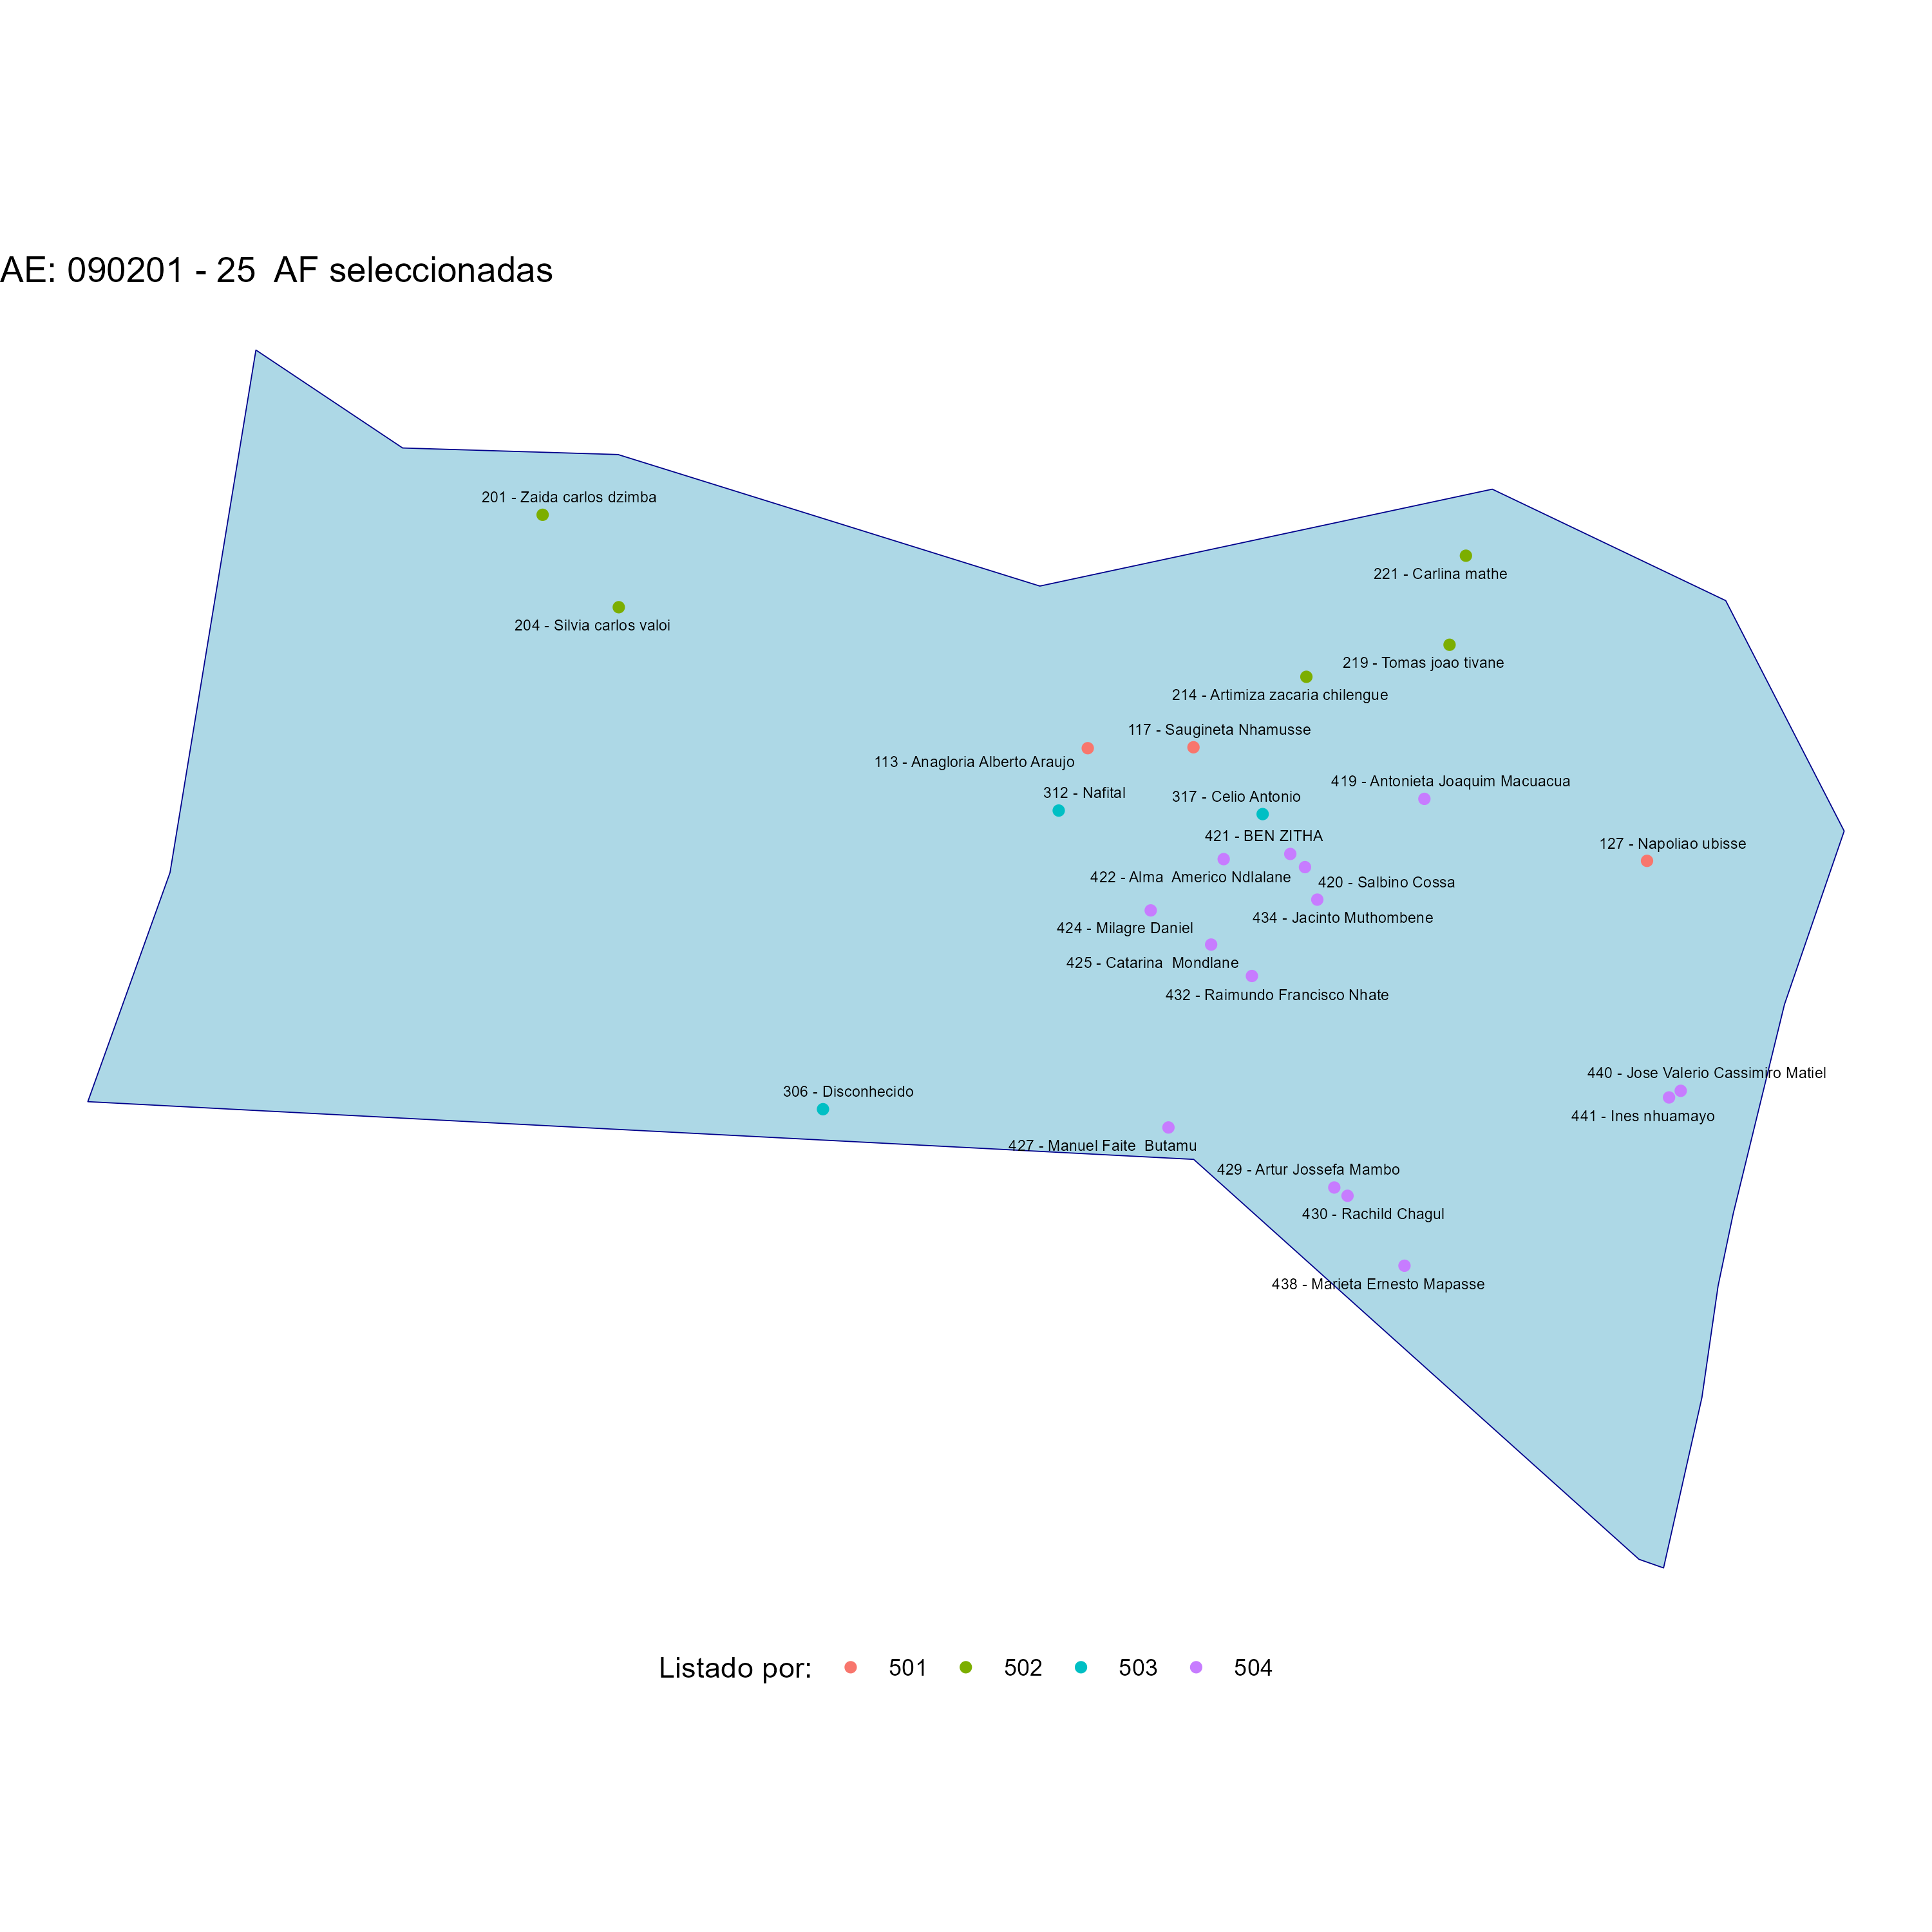 AE: 090201 - 25  AF seleccionadas
201 - Zaida carlos dzimba
221 - Carlina mathe
204 - Silvia carlos valoi
219 - Tomas joao tivane
214 - Artimiza zacaria chilengue
117 - Saugineta Nhamusse
113 - Anagloria Alberto Araujo
419 - Antonieta Joaquim Macuacua
312 - Nafital
317 - Celio Antonio
421 - BEN ZITHA
127 - Napoliao ubisse
422 - Alma  Americo Ndlalane
420 - Salbino Cossa
434 - Jacinto Muthombene
424 - Milagre Daniel
425 - Catarina  Mondlane
432 - Raimundo Francisco Nhate
440 - Jose Valerio Cassimiro Matiel
306 - Disconhecido
441 - Ines nhuamayo
427 - Manuel Faite  Butamu
429 - Artur Jossefa Mambo
430 - Rachild Chagul
438 - Marieta Ernesto Mapasse
Listado por: 501 502 503 504